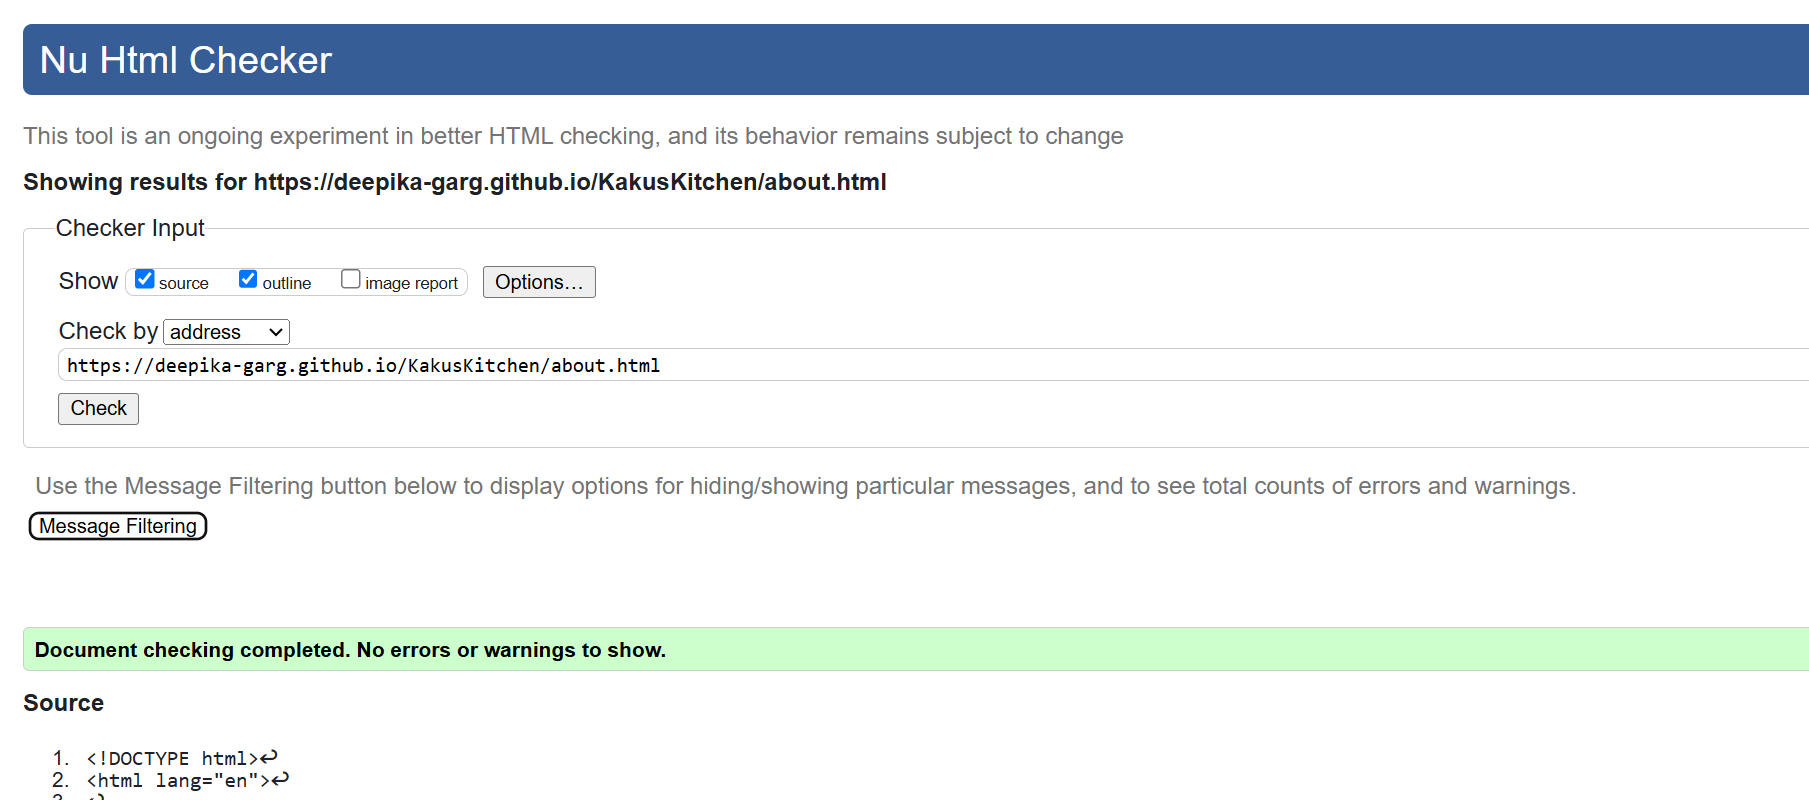 Nu Html Checker
This tool is an ongoing experiment in better HTML checking, and its behavior remains subject to change
Showing results for https://deepika-garg.github.io/KakusKitchen/about.html
Checker Input
Show source outline image report Options...
Check by address
https://deepika-garg.github.io/KakusKitchen/about.html
Check
Use the Message Filtering button below to display options for hiding/showing particular messages, and to see total counts of errors and warnings.
Message Filtering
Document checking completed. No errors or warnings to show.
Source
1. <!DOCTYPE html>↩
2. <html lang="en">↩